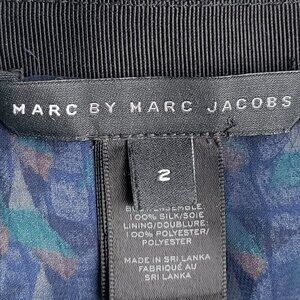 MARC BY MARC JACOBS
2
100% SILK/SOIE
LINING/DOUBLURE:
100% POLYESTER/
POLYESTER
MADE IN SRI LANKA
FABRIQUÉ AU
SRI LANKA